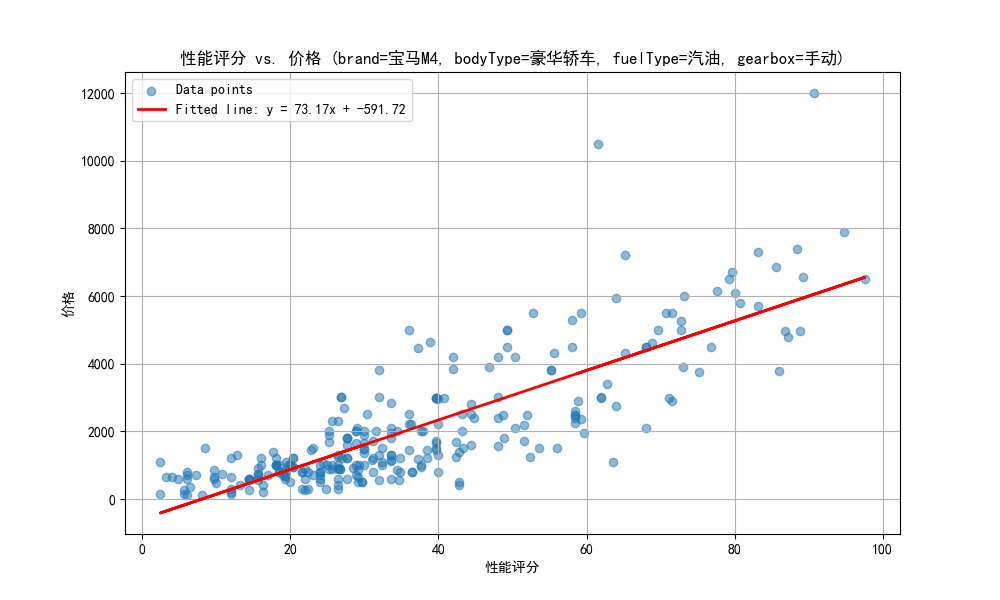 性能评分 vs. 价格 (brand=宝马M4, bodyType=豪华轿车, fuelType=汽油, gearbox=手动)
Data points
Fitted line: y = 73.17x + -591.72
12000
10000
8000
6000
4000
2000
0
价格
0 20 40 60 80 100
性能评分